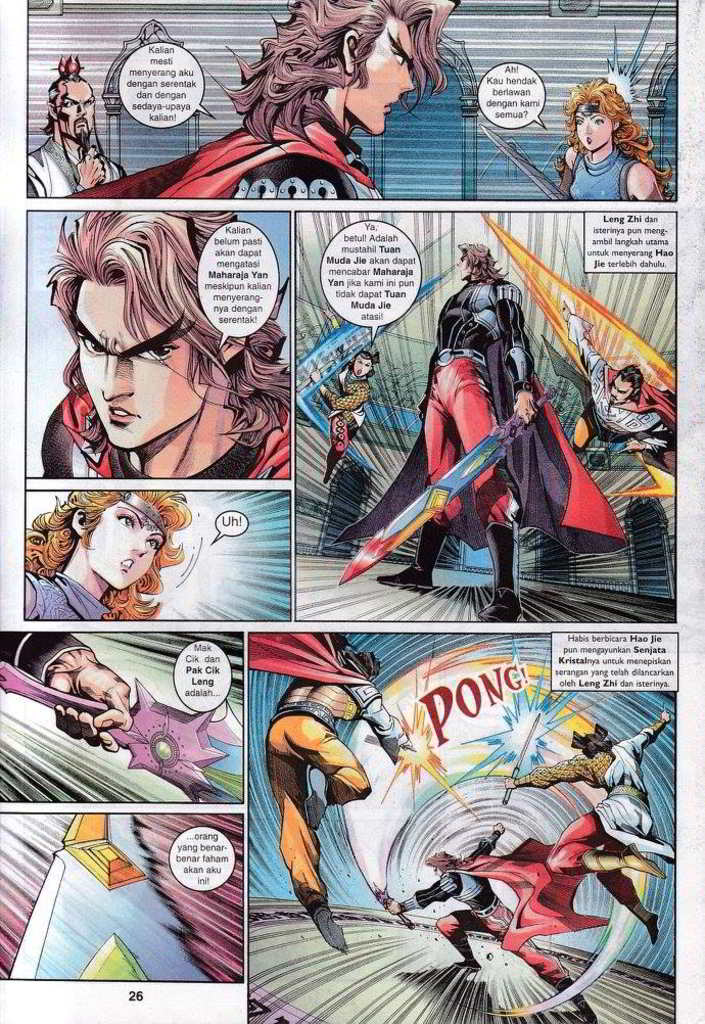 Kalian
mesti
menyerang aku
dengan serentak
dan dengan
sedaya-upaya
kalian!
Ah!
Kau hendak
berlawan
dengan kami
semua?
Kalian
belum pasti
akan dapat
mengatasi
Maharaja Yan
meskipun kalian
menyerang-
nya dengan
serentak!
Ya,
betul! Adalah
mustahil Tuan
Muda Jie akan dapat
mencabar Maharaja
Yan jika kami ini pun
tidak dapat Tuan
Muda Jie
atasi!
Leng Zhi dan
isterinya pun meng-
ambil langkah utama
untuk menyerang Hao
Jie terlebih dahulu.
Uh!
Mak
Cik dan
Pak Cik
Leng
adalah...
Habis berbicara Hao Jie
pun mengayunkan Senjata
Kristalnya untuk menepiskan
serangan yang telah dilancarkan
oleh Leng Zhi dan isterinya.
PONG!
...orang
yang benar-
benar faham
akan aku
ini!
26